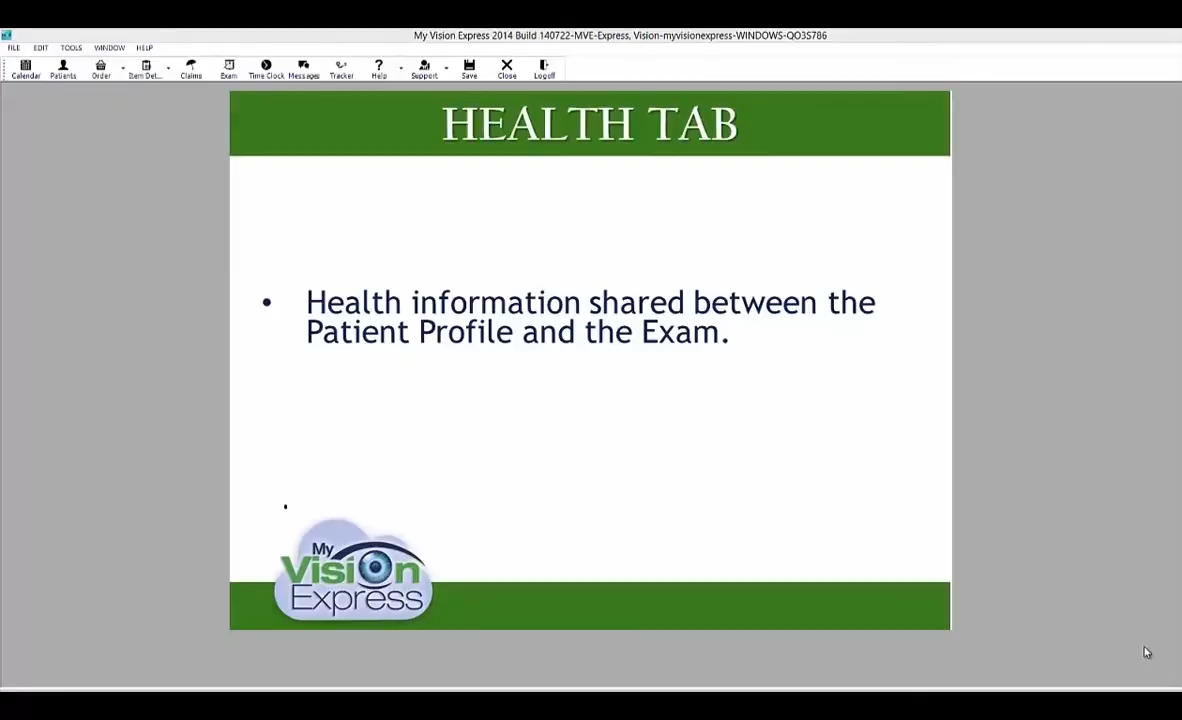 My Vision Express 2014 Build 140722-MVE-Express, Vision-myvisionexpress-WINDOWS-QO3S786
FILE EDIT TOOLS WINDOW HELP
Calendar Patients Order Item Det... Claims Exam Time Clock Messages Tracker Help Support Save Close Logoff
HEALTH TAB
• Health information shared between the
Patient Profile and the Exam.
My
Vision
Express